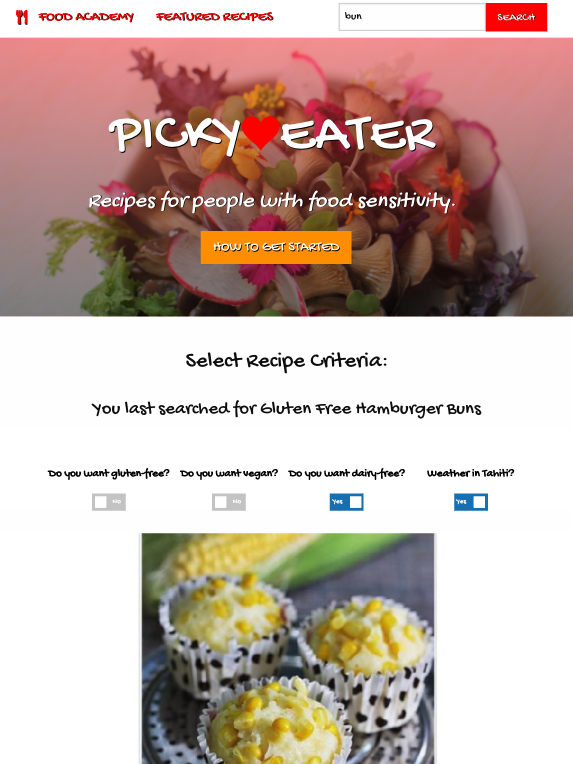 FOOD ACADEMY
FEATURED RECIPES
bun
SEARCH
PICKY EATER
Recipes for people with food sensitivity.
HOW TO GET STARTED
Select Recipe Criteria:
You last searched for Gluten Free Hamburger Buns
Do you want gluten-free? Do you want vegan? Do you want dairy-free? Weather in Tahiti?
No No Yes Yes